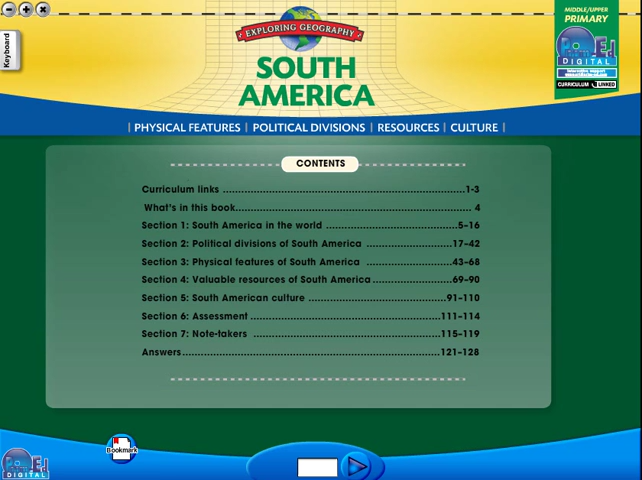 MIDDLE/UPPER
PRIMARY
Keyboard
EXPLORING GEOGRAPHY
SOUTH
AMERICA
DIGITAL
CURRICULUM LINKED
| PHYSICAL FEATURES | POLITICAL DIVISIONS | RESOURCES | CULTURE |
CONTENTS
Curriculum links ..........................................................1-3
What's in this book........................................................ 4
Section 1: South America in the world .................................5-16
Section 2: Political divisions of South America .....................17-42
Section 3: Physical features of South America ......................43-68
Section 4: Valuable resources of South America....................69-90
Section 5: South American culture ...................................91-110
Section 6: Assessment ..............................................111-114
Section 7: Note-takers .............................................115-119
Answers..............................................................121-128
Bookmark
DIGITAL